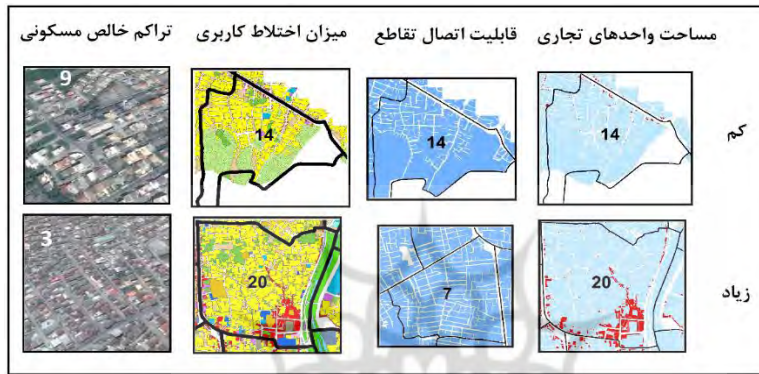 مساحت واحدهای تجاری
قابلیت اتصال تقاطع
میزان اختلاط کاربری
تراکم خالص مسکونی
کم
14
14
14
9
زیاد
20
7
20
3